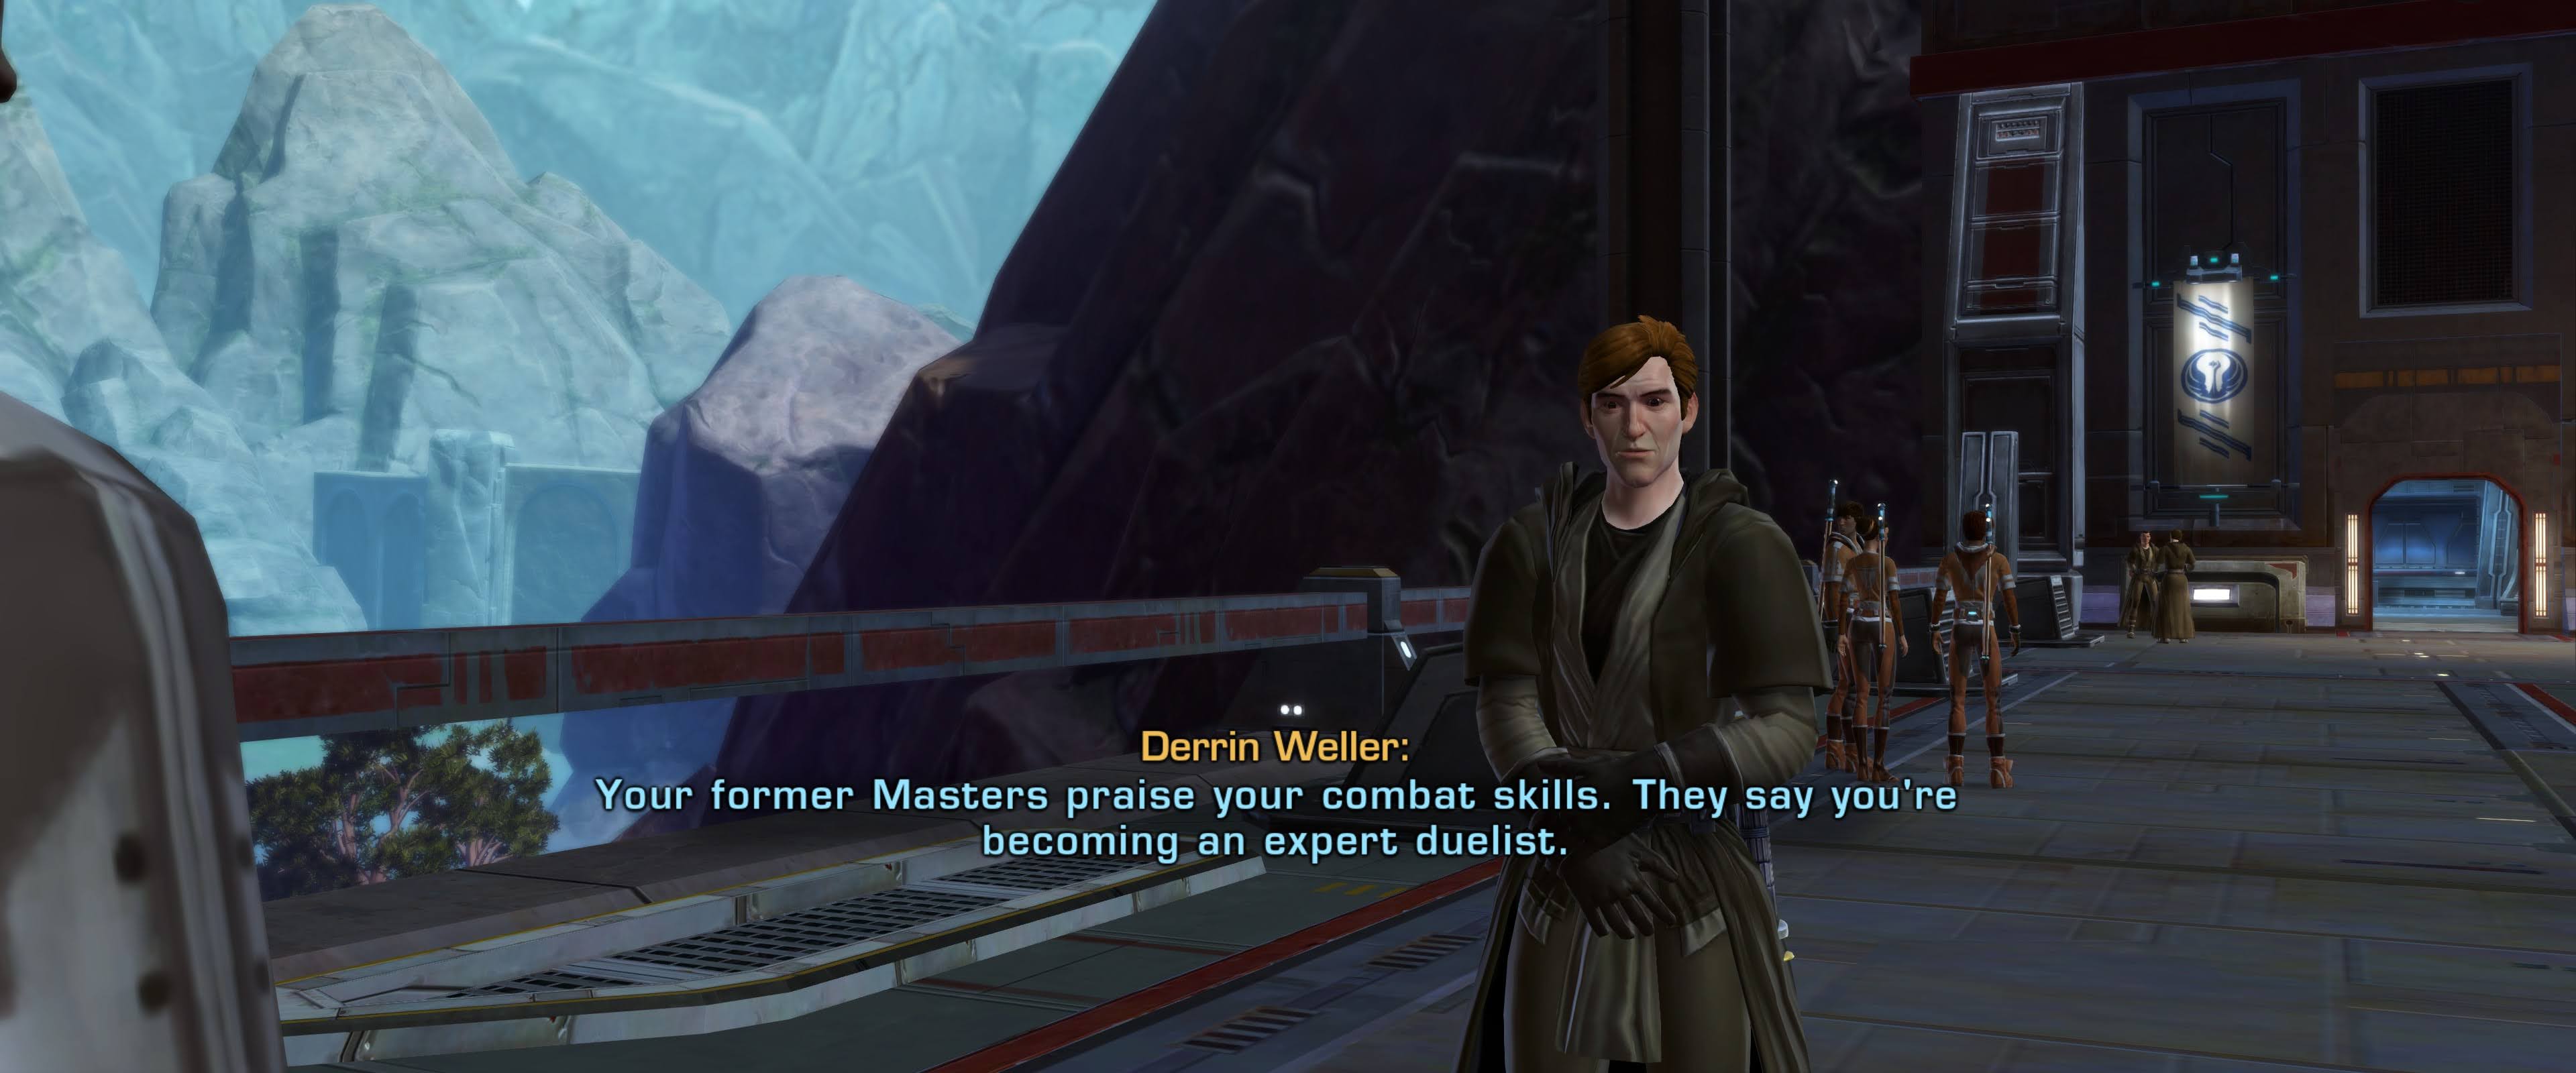 Derrin Weller:
Your former Masters praise your combat skills. They say you're
becoming an expert duelist.